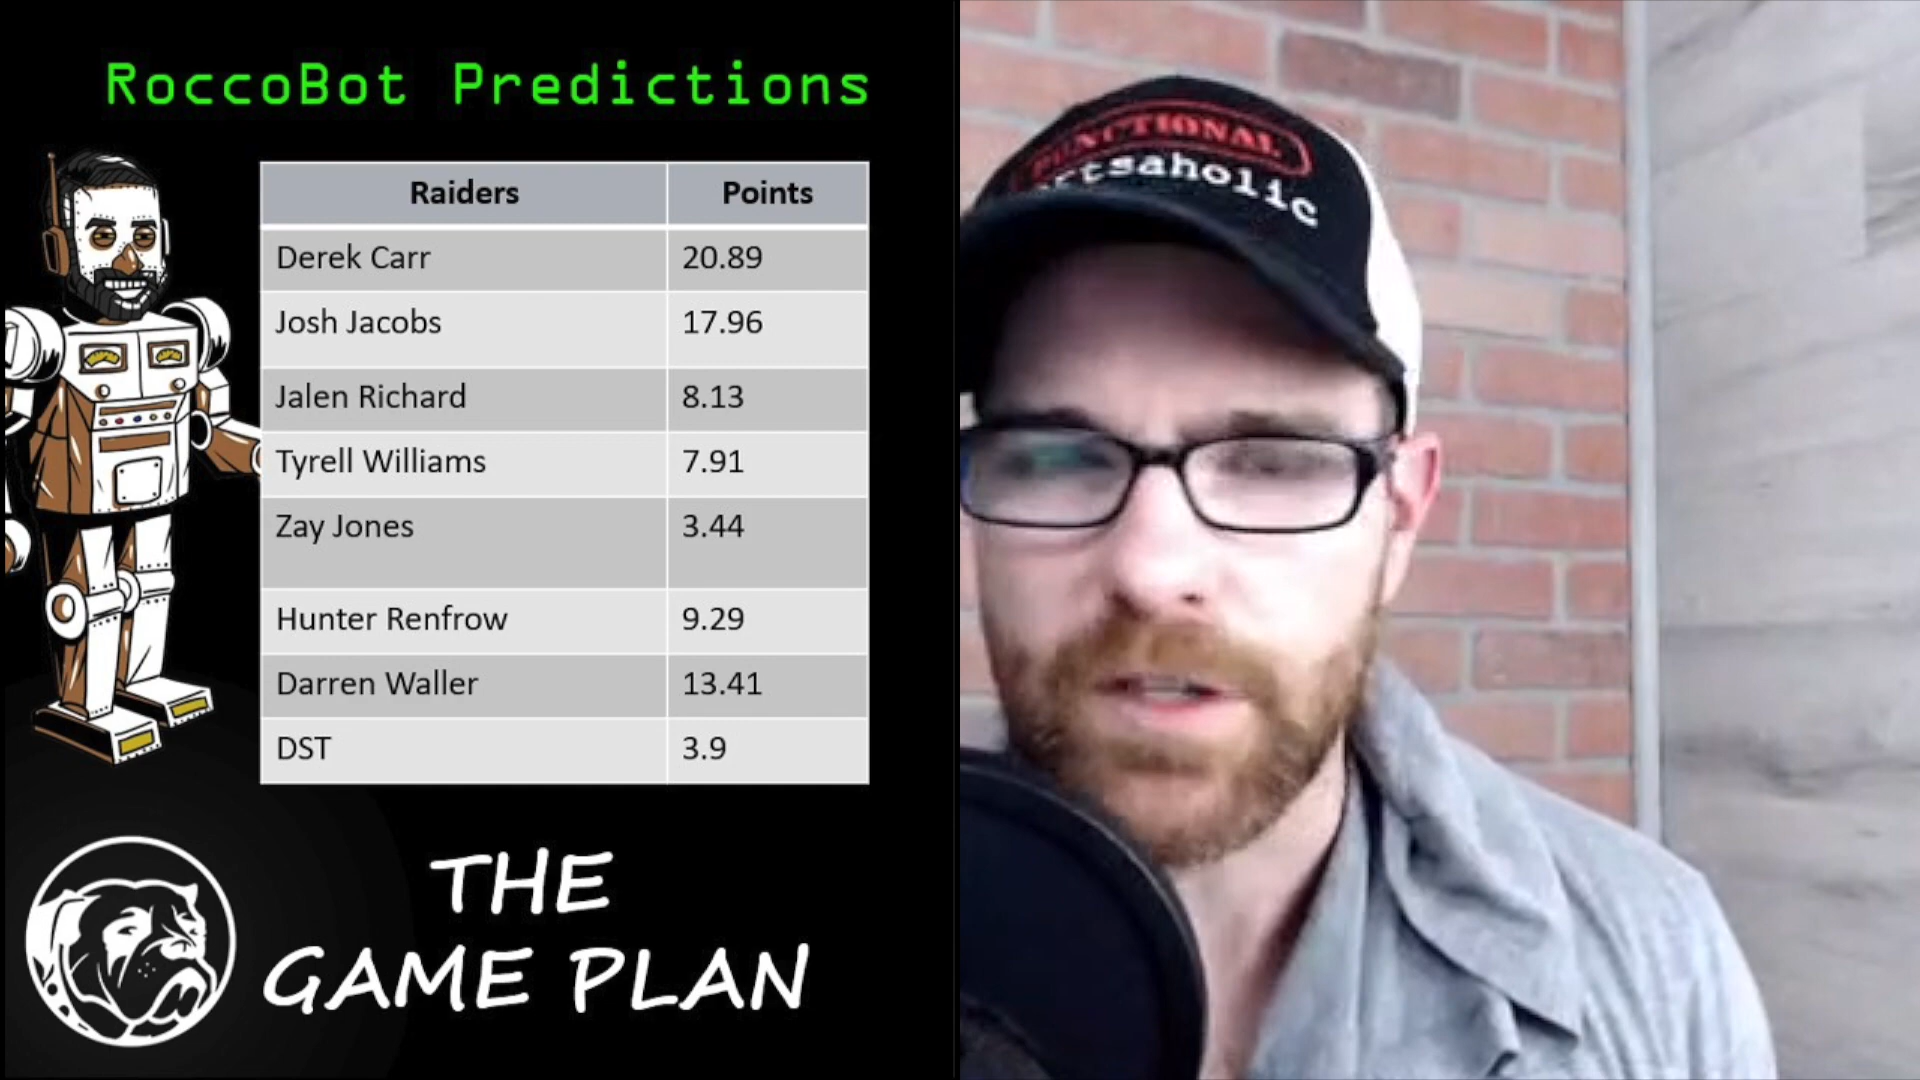 RoccoBot Predictions
Raiders Points
Derek Carr 20.89
Josh Jacobs 17.96
Jalen Richard 8.13
Tyrell Williams 7.91
Zay Jones 3.44
Hunter Renfrow 9.29
Darren Waller 13.41
DST 3.9
THE
GAME PLAN
FUNCTIONAL